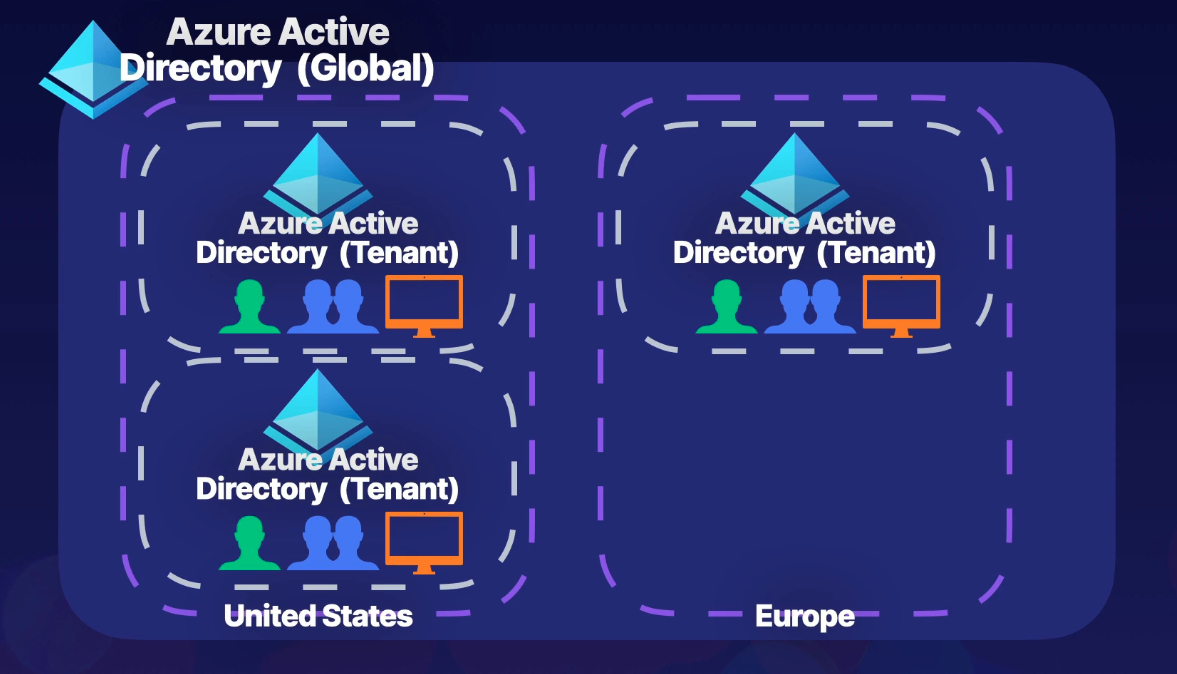 Azure Active
Directory (Global)
Azure Active
Directory (Tenant)
Azure Active
Directory (Tenant)
United States
Azure Active
Directory (Tenant)
Europe